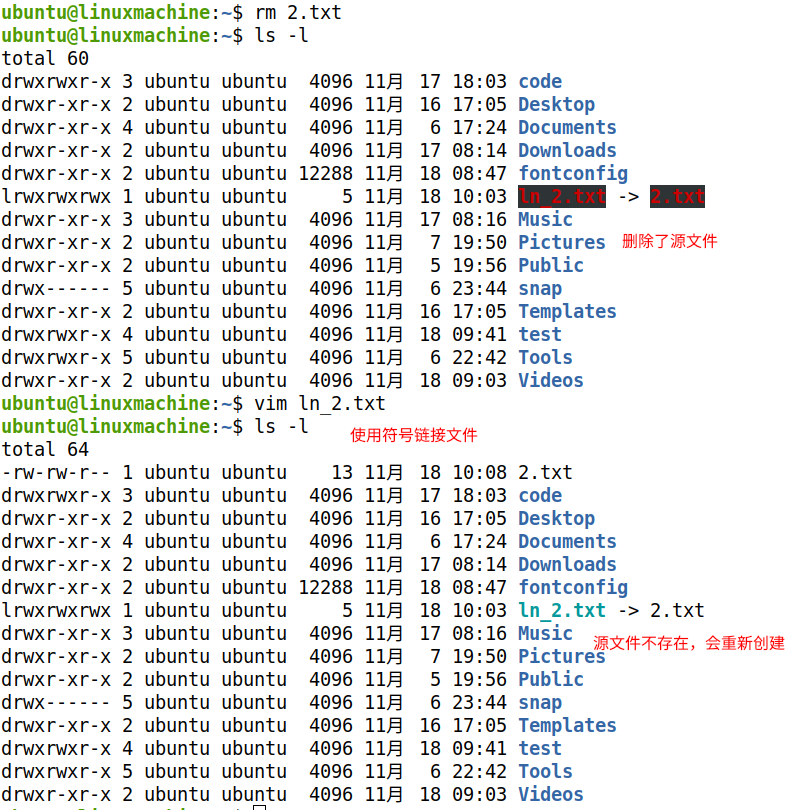 ubuntu@linuxmachine:~$ rm 2.txt
ubuntu@linuxmachine:~$ ls -l
total 60
drwxrwxr-x 3 ubuntu ubuntu  4096 11月 17 18:03 code
drwxr-xr-x 2 ubuntu ubuntu  4096 11月 16 17:05 Desktop
drwxr-xr-x 4 ubuntu ubuntu  4096 11月  6 17:24 Documents
drwxr-xr-x 2 ubuntu ubuntu  4096 11月 17 08:14 Downloads
drwxr-xr-x 2 ubuntu ubuntu 12288 11月 18 08:47 fontconfig
lrwxrwxrwx 1 ubuntu ubuntu     5 11月 18 10:03 ln_2.txt -> 2.txt
drwxr-xr-x 3 ubuntu ubuntu  4096 11月 17 08:16 Music
drwxr-xr-x 2 ubuntu ubuntu  4096 11月  7 19:50 Pictures 删除了源文件
drwxr-xr-x 2 ubuntu ubuntu  4096 11月  5 19:56 Public
drwx------ 5 ubuntu ubuntu  4096 11月  6 23:44 snap
drwxr-xr-x 2 ubuntu ubuntu  4096 11月 16 17:05 Templates
drwxrwxr-x 4 ubuntu ubuntu  4096 11月 18 09:41 test
drwxrwxr-x 5 ubuntu ubuntu  4096 11月  6 22:42 Tools
drwxr-xr-x 2 ubuntu ubuntu  4096 11月 18 09:03 Videos
ubuntu@linuxmachine:~$ vim ln_2.txt
ubuntu@linuxmachine:~$ ls -l
使用符号链接文件
total 64
-rw-rw-r-- 1 ubuntu ubuntu    13 11月 18 10:08 2.txt
drwxrwxr-x 3 ubuntu ubuntu  4096 11月 17 18:03 code
drwxr-xr-x 2 ubuntu ubuntu  4096 11月 16 17:05 Desktop
drwxr-xr-x 4 ubuntu ubuntu  4096 11月  6 17:24 Documents
drwxr-xr-x 2 ubuntu ubuntu  4096 11月 17 08:14 Downloads
drwxr-xr-x 2 ubuntu ubuntu 12288 11月 18 08:47 fontconfig
lrwxrwxrwx 1 ubuntu ubuntu     5 11月 18 10:03 ln_2.txt -> 2.txt
drwxr-xr-x 3 ubuntu ubuntu  4096 11月 17 08:16 Music
源文件不存在，会重新创建
drwxr-xr-x 2 ubuntu ubuntu  4096 11月  7 19:50 Pictures
drwxr-xr-x 2 ubuntu ubuntu  4096 11月  5 19:56 Public
drwx------ 5 ubuntu ubuntu  4096 11月  6 23:44 snap
drwxr-xr-x 2 ubuntu ubuntu  4096 11月 16 17:05 Templates
drwxrwxr-x 4 ubuntu ubuntu  4096 11月 18 09:41 test
drwxrwxr-x 5 ubuntu ubuntu  4096 11月  6 22:42 Tools
drwxr-xr-x 2 ubuntu ubuntu  4096 11月 18 09:03 Videos